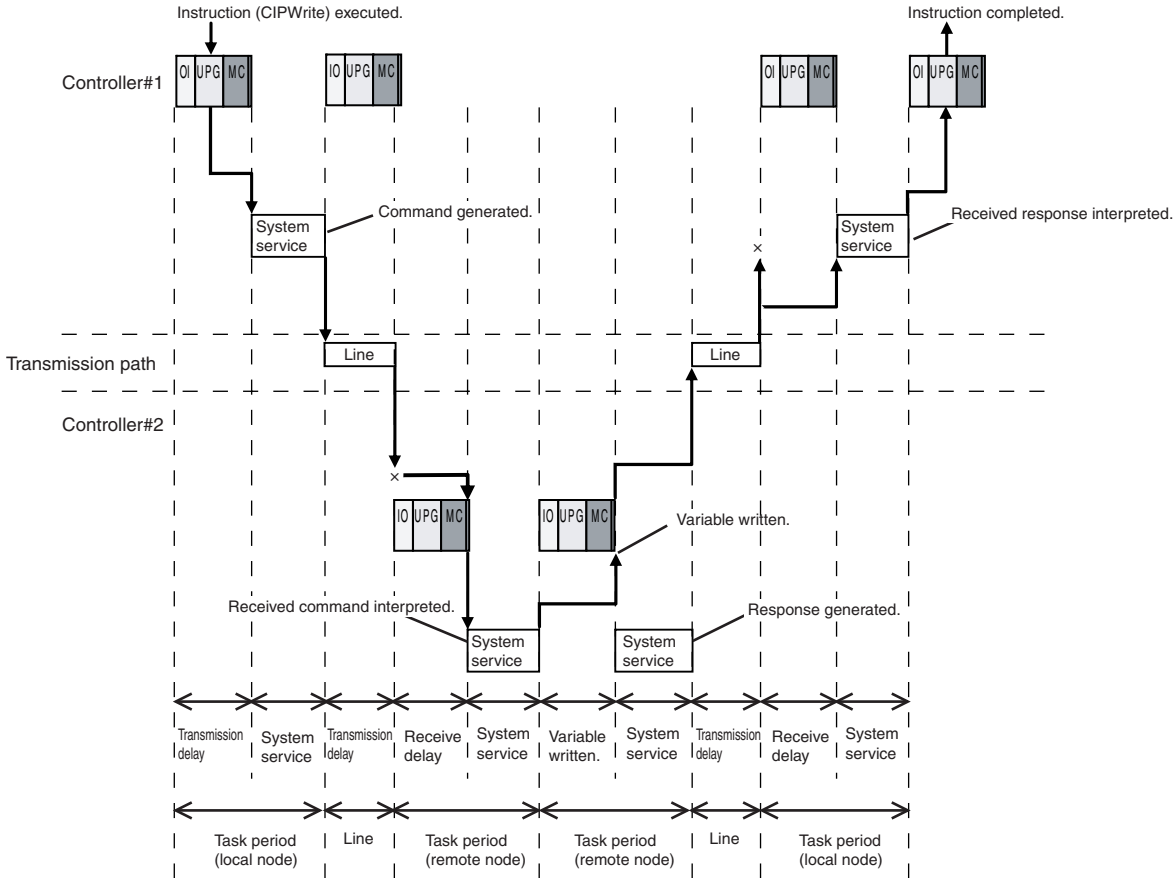 Instruction (CIPWrite) executed.
Instruction completed.
Controller#1
OI UPG MC
IO UPG MC
OI UPG MC
OI UPG MC
Command generated.
Received response interpreted.
System
service
System
service
×
Line
Line
Transmission path
Controller#2
×
IO UPG MC
IO UPG MC
Variable written.
Received command interpreted.
Response generated.
System
service
System
service
Transmission
delay
System
service
Transmission
delay
Receive
delay
System
service
Variable
written.
System
service
Transmission
delay
Receive
delay
System
service
Task period
(local node)
Line
Task period
(remote node)
Task period
(remote node)
Line
Task period
(local node)